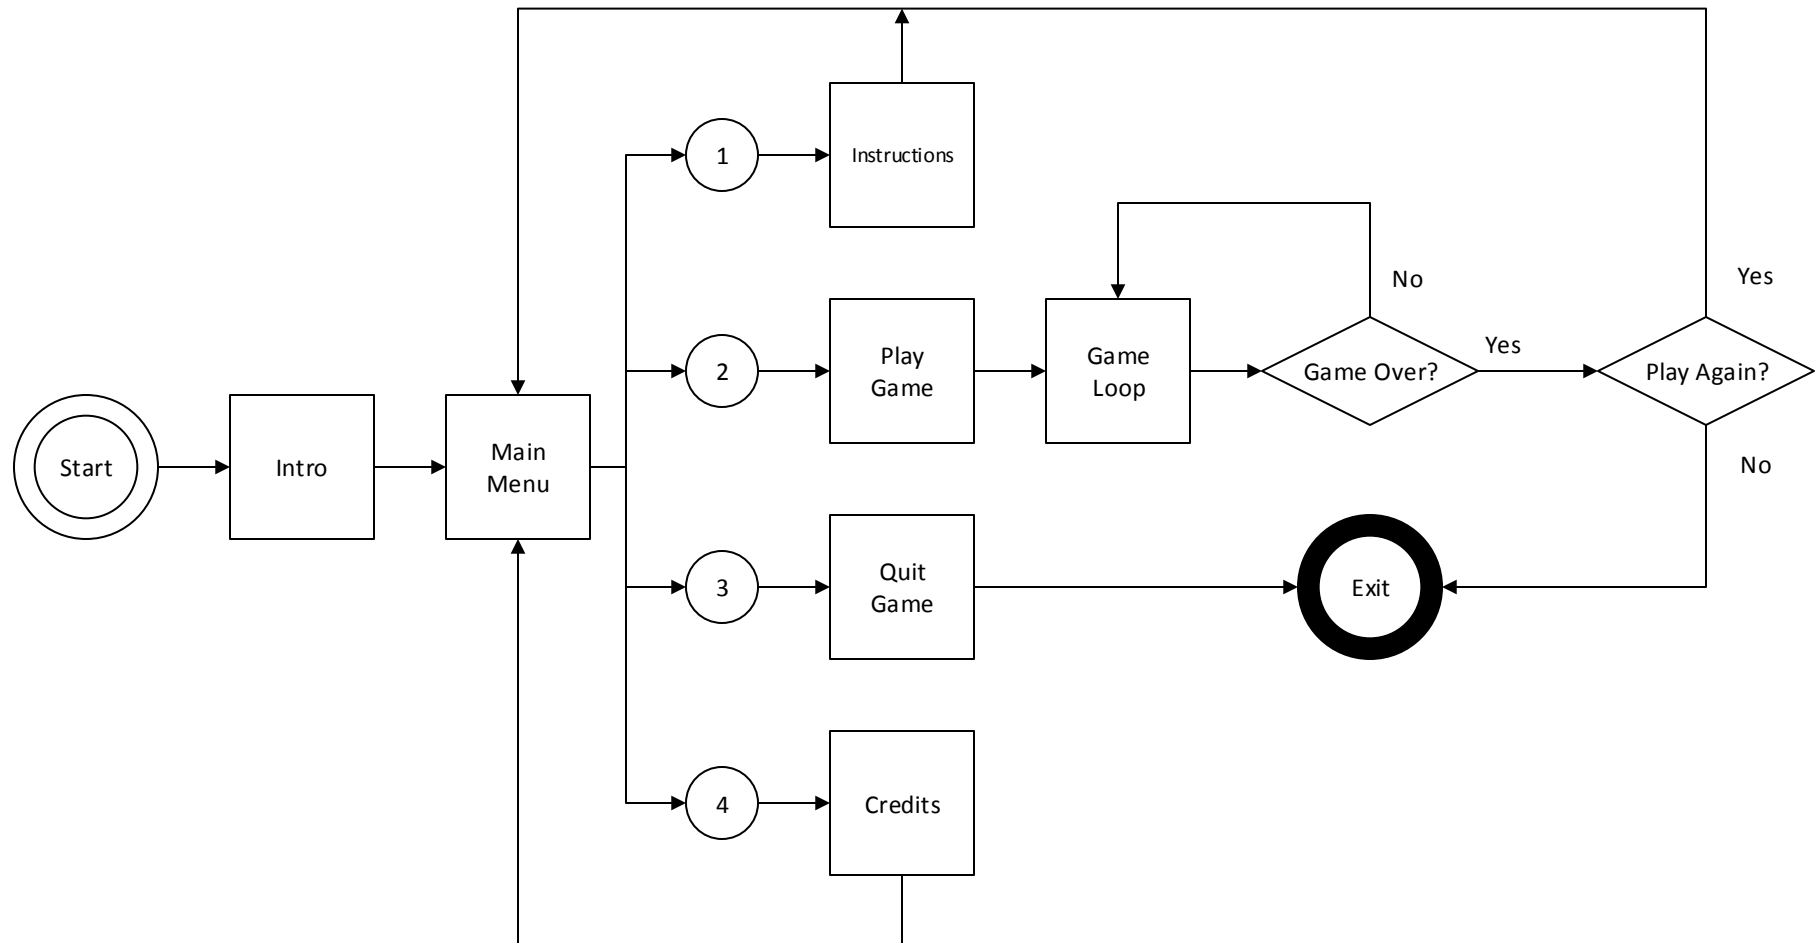 Start
Intro
Main
Menu
1
Instructions
2
Play
Game
Game
Loop
Game Over?
No
Yes
Play Again?
Yes
No
3
Quit
Game
Exit
4
Credits